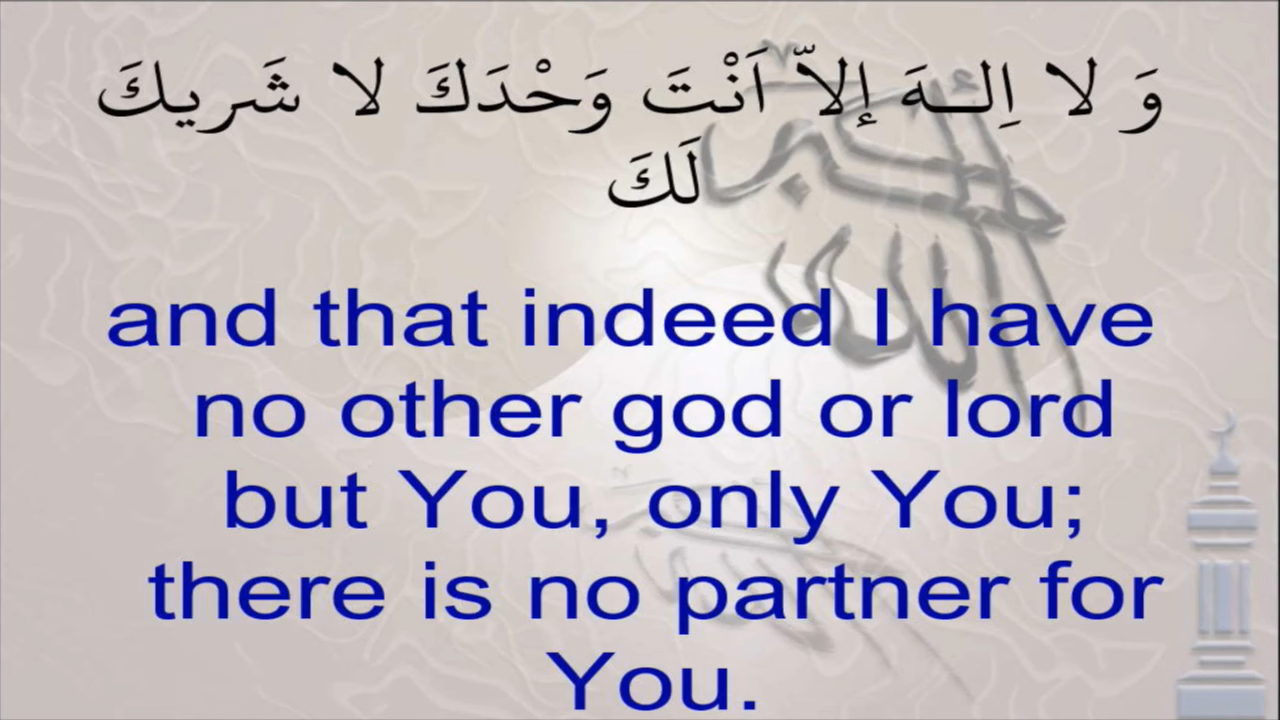 وَ لا اِلـهَ إلاّ اَنْتَ وَحْدَكَ لا شَريكَ
لَكَ
and that indeed I have
no other god or lord
but You, only You;
there is no partner for
You.